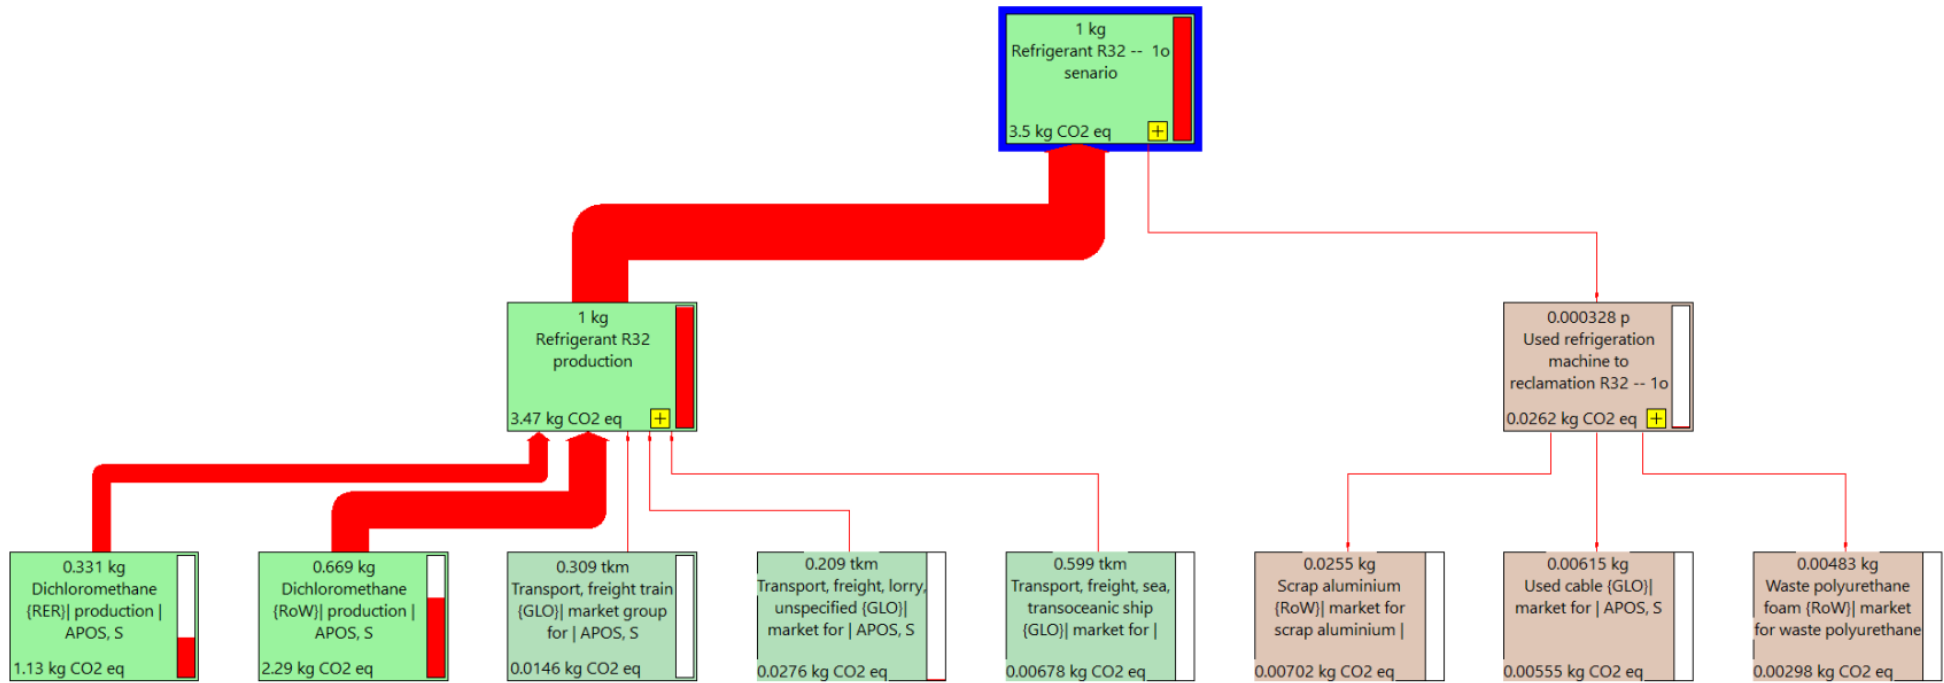 1 kg
Refrigerant R32 -- 1o
senario
3.5 kg CO2 eq
+
1 kg
Refrigerant R32
production
3.47 kg CO2 eq
+
0.000328 p
Used refrigeration
machine to
reclamation R32 -- 1o
0.0262 kg CO2 eq
+
0.331 kg
Dichloromethane
{RER}| production |
APOS, S
1.13 kg CO2 eq
0.669 kg
Dichloromethane
{RoW}| production |
APOS, S
2.29 kg CO2 eq
0.309 tkm
Transport, freight train
{GLO}| market group
for | APOS, S
0.0146 kg CO2 eq
0.209 tkm
Transport, freight, lorry,
unspecified {GLO}|
market for | APOS, S
0.0276 kg CO2 eq
0.599 tkm
Transport, freight, sea,
transoceanic ship
{GLO}| market for |
0.00678 kg CO2 eq
0.0255 kg
Scrap aluminium
{RoW}| market for
scrap aluminium |
0.00702 kg CO2 eq
0.00615 kg
Used cable {GLO}|
market for | APOS, S
0.00555 kg CO2 eq
0.00483 kg
Waste polyurethane
foam {RoW}| market
for waste polyurethane
0.00298 kg CO2 eq